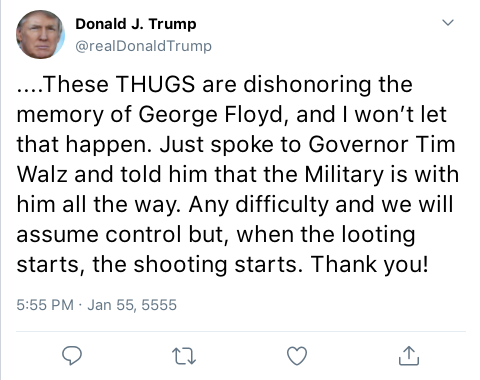 Donald J. Trump
@realDonaldTrump
....These THUGS are dishonoring the
memory of George Floyd, and I won’t let
that happen. Just spoke to Governor Tim
Walz and told him that the Military is with
him all the way. Any difficulty and we will
assume control but, when the looting
starts, the shooting starts. Thank you!
5:55 PM · Jan 55, 5555